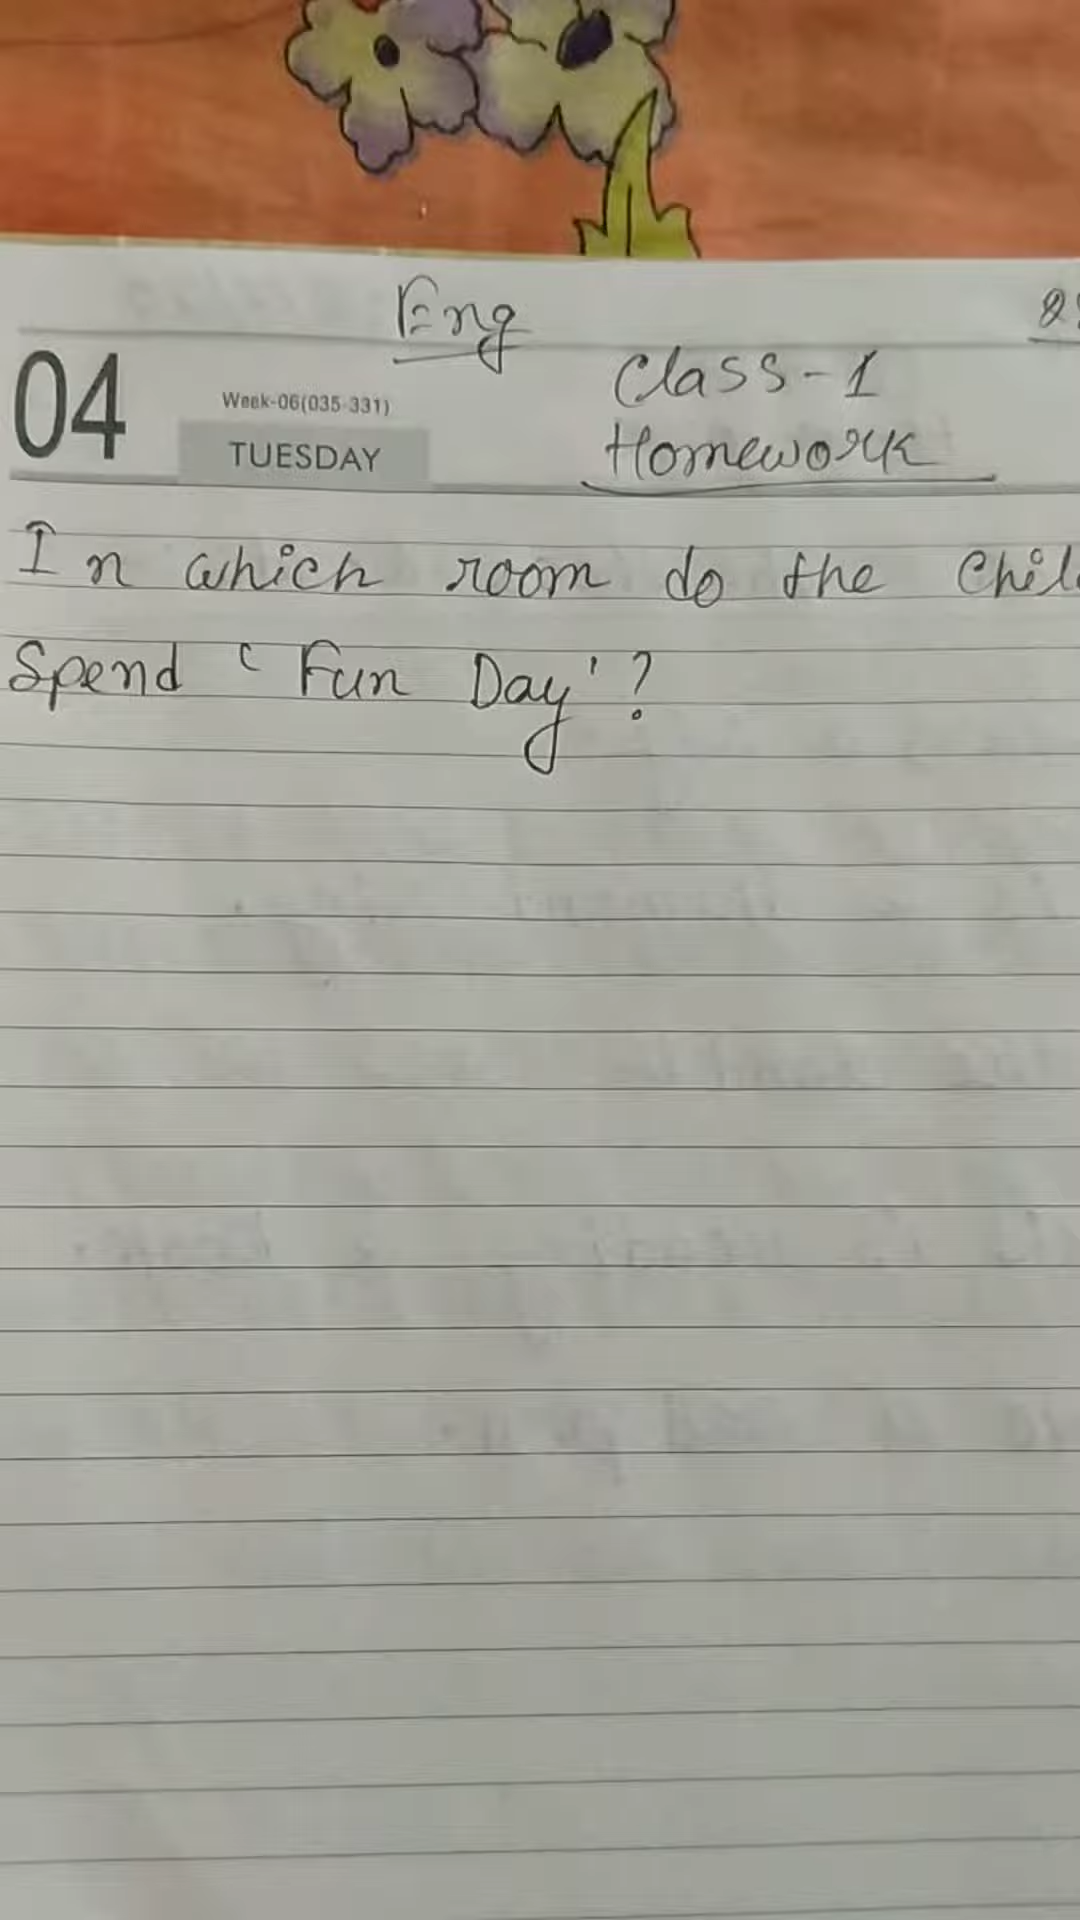 Eng
04
Week-06(035-331)
TUESDAY
Class-1
Homework
In which room do the
Spend ' Fun Day' ?